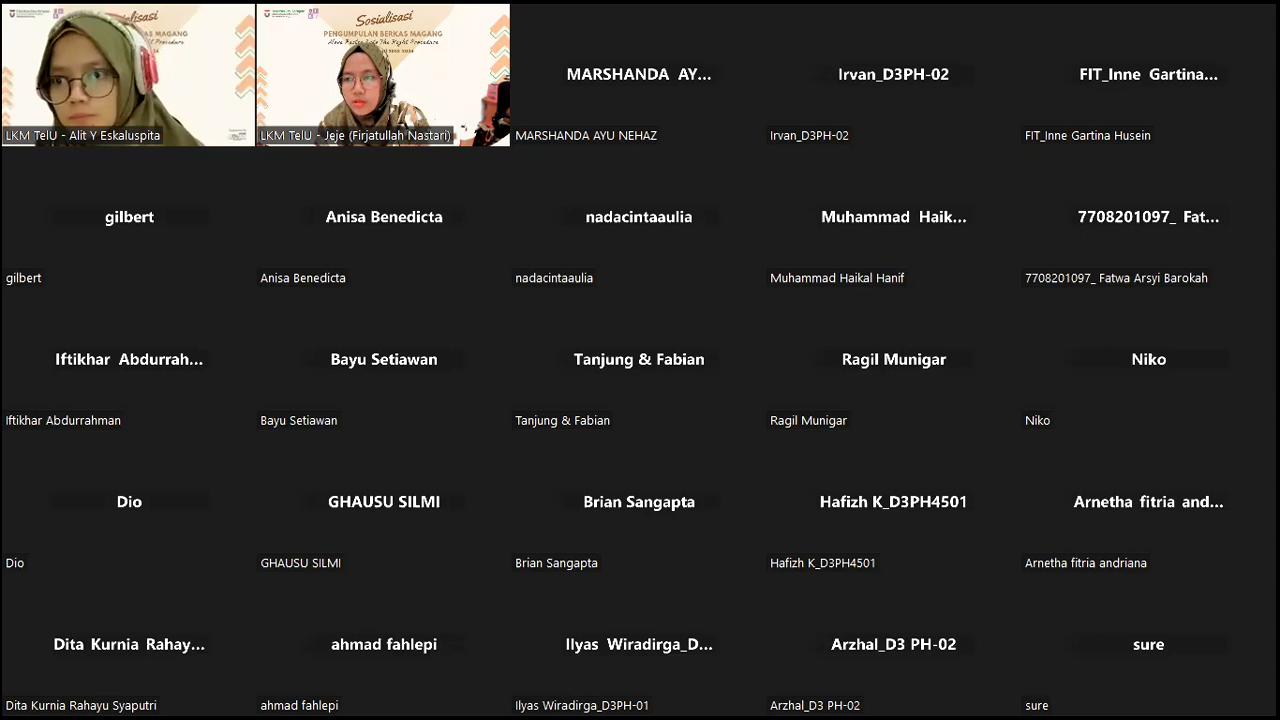 Sosialisasi
PENGUMPULAN BERKAS MAGANG
LKM TelU - Alit Y Eskaluspita
LKM TelU - Jeje (Firjatullah Nastari)
MARSHANDA AY...
MARSHANDA AYU NEHAZ
Irvan_D3PH-02
Irvan_D3PH-02
FIT_Inne Gartina...
FIT_Inne Gartina Husein
gilbert
gilbert
Anisa Benedicta
Anisa Benedicta
nadacintaaulia
nadacintaaulia
Muhammad Haik...
Muhammad Haikal Hanif
7708201097_ Fat...
7708201097_ Fatwa Arsyi Barokah
Iftikhar Abdurrah...
Iftikhar Abdurrahman
Bayu Setiawan
Bayu Setiawan
Tanjung & Fabian
Tanjung & Fabian
Ragil Munigar
Ragil Munigar
Niko
Niko
Dio
Dio
GHAUSU SILMI
GHAUSU SILMI
Brian Sangapta
Brian Sangapta
Hafizh K_D3PH4501
Hafizh K_D3PH4501
Arnetha fitria and...
Arnetha fitria andriana
Dita Kurnia Rahay...
Dita Kurnia Rahayu Syaputri
ahmad fahlepi
ahmad fahlepi
Ilyas Wiradirga_D...
Ilyas Wiradirga_D3PH-01
Arzhal_D3 PH-02
Arzhal_D3 PH-02
sure
sure